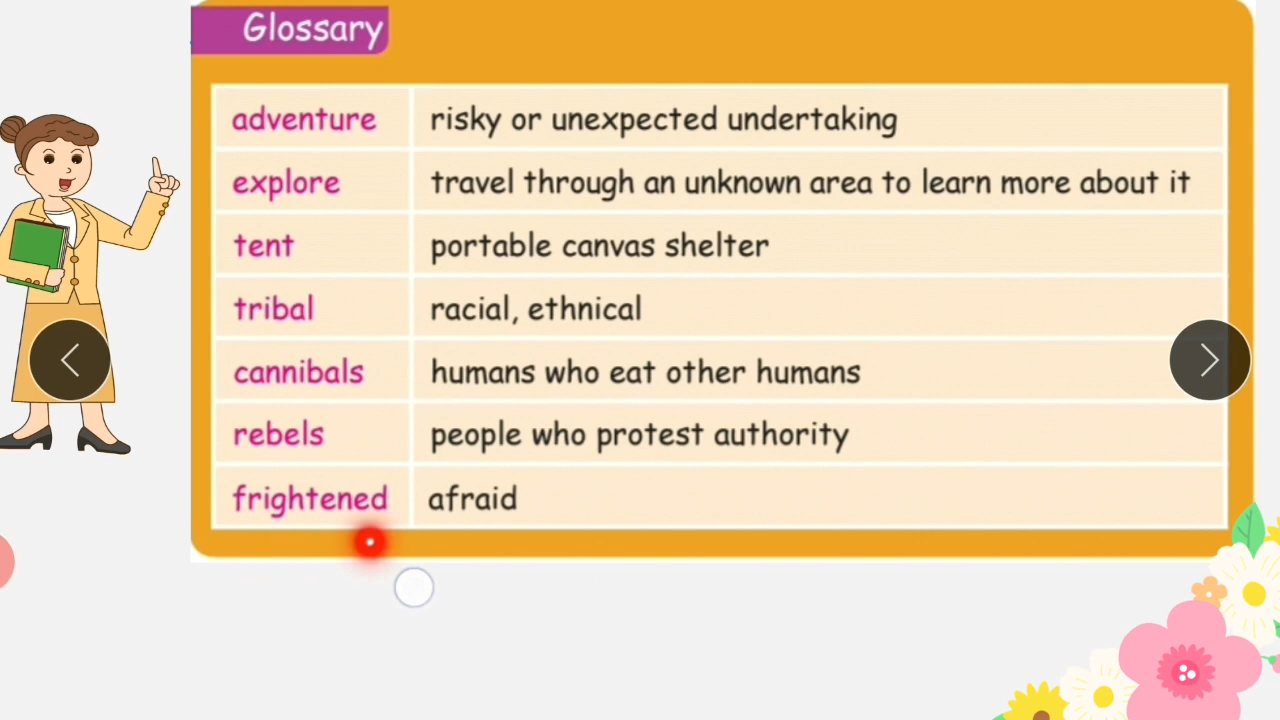 Glossary
adventure risky or unexpected undertaking
explore travel through an unknown area to learn more about it
tent portable canvas shelter
tribal racial, ethnical
cannibals humans who eat other humans
rebels people who protest authority
frightened afraid